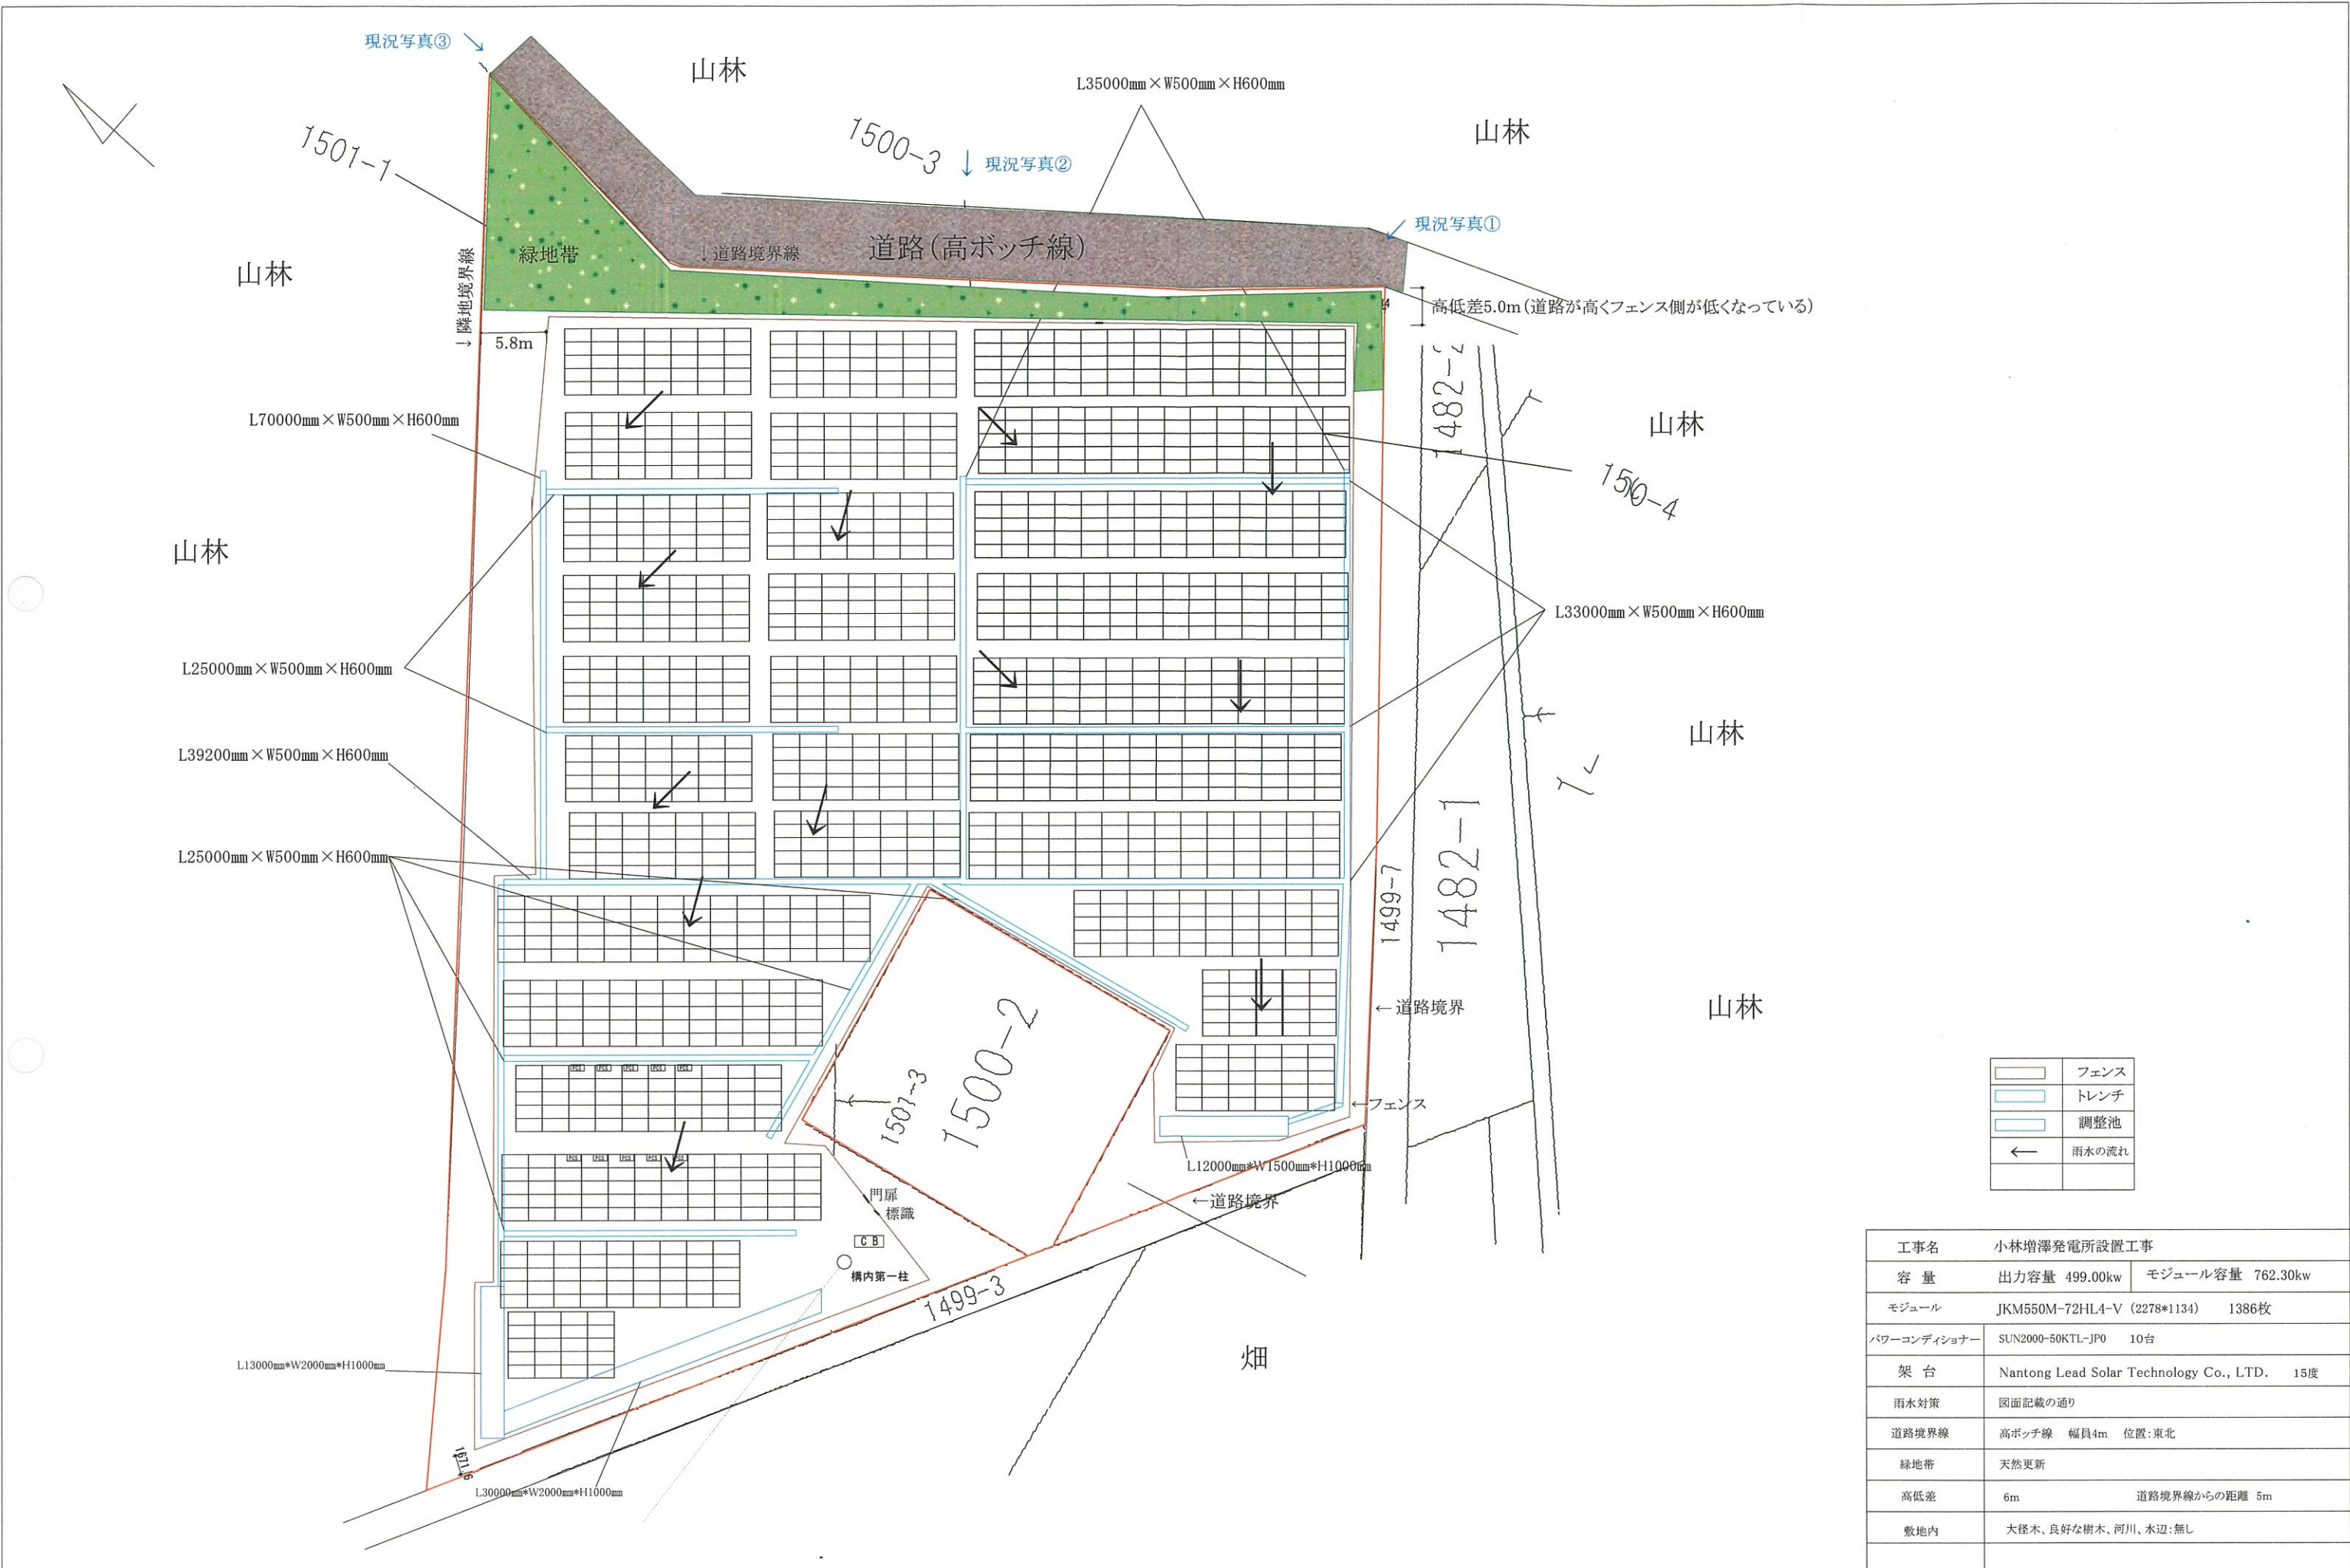 現況写真③
山林
L35000㎜×W500㎜×H600㎜
山林
1501-1
1500-3
現況写真②
現況写真①
山林
↓隣地境界線
緑地帯
↓道路境界線
道路（高ボッチ線）
高低差5.0m（道路が高くフェンス側が低くなっている）
5.8m
1482-2
山林
L70000㎜×W500㎜×H600㎜
山林
L33000㎜×W500㎜×H600㎜
L25000㎜×W500㎜×H600㎜
山林
L39200㎜×W500㎜×H600㎜
L25000㎜×W500㎜×H600㎜
1482-1
1499-7
←道路境界
山林
1500-2
1501-3
PCS PCS PCS PCS PCS
←フェンス
PCS PCS PCS PCS PCS
L12000㎜*W1500㎜*H1000㎜
門扉
標識
←道路境界
CB
構内第一柱
1499-3
畑
L13000㎜*W2000㎜*H1000㎜
1671.6
L30000㎜*W2000㎜*H1000㎜
フェンス
トレンチ
調整池
← 雨水の流れ
工事名 小林増澤発電所設置工事
容 量 出力容量 499.00kw モジュール容量 762.30kw
モジュール JKM550M-72HL4-V（2278*1134） 1386枚
パワーコンディショナー SUN2000-50KTL-JP0 10台
架 台 Nantong Lead Solar Technology Co., LTD. 15度
雨水対策 図面記載の通り
道路境界線 高ボッチ線 幅員4m 位置：東北
緑地帯 天然更新
高低差 6m 道路境界線からの距離 5m
敷地内 大径木、良好な樹木、河川、水辺：無し